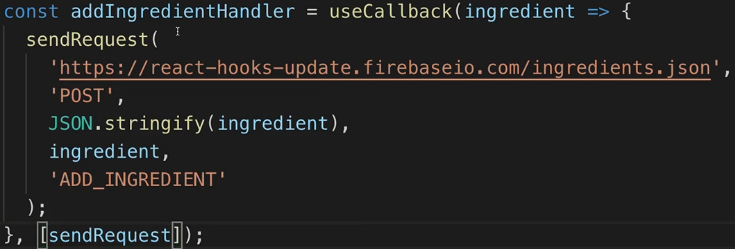 const addIngredientHandler = useCallback(ingredient => {
sendRequest(
'https://react-hooks-update.firebaseio.com/ingredients.json',
'POST',
JSON.stringify(ingredient),
ingredient,
'ADD_INGREDIENT'
);
}, [sendRequest]);